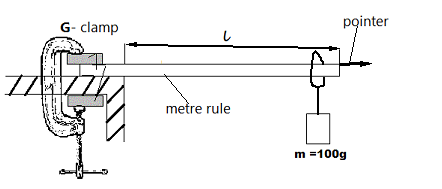 G- clamp
l
pointer
metre rule
m =100g